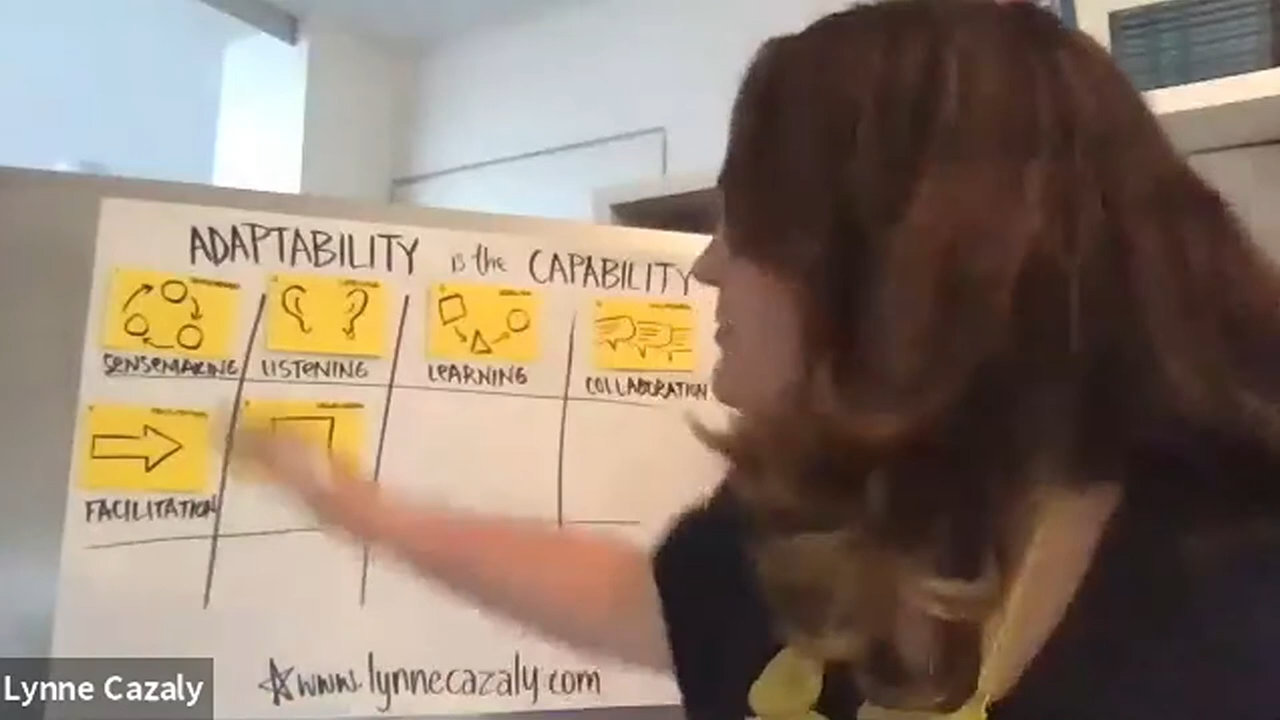 ADAPTABILITY is the CAPABILITY
SENSEMAKING
LISTENING
LEARNING
COLLABORATION
FACILITATION
www.lynnecazaly.com
Lynne Cazaly